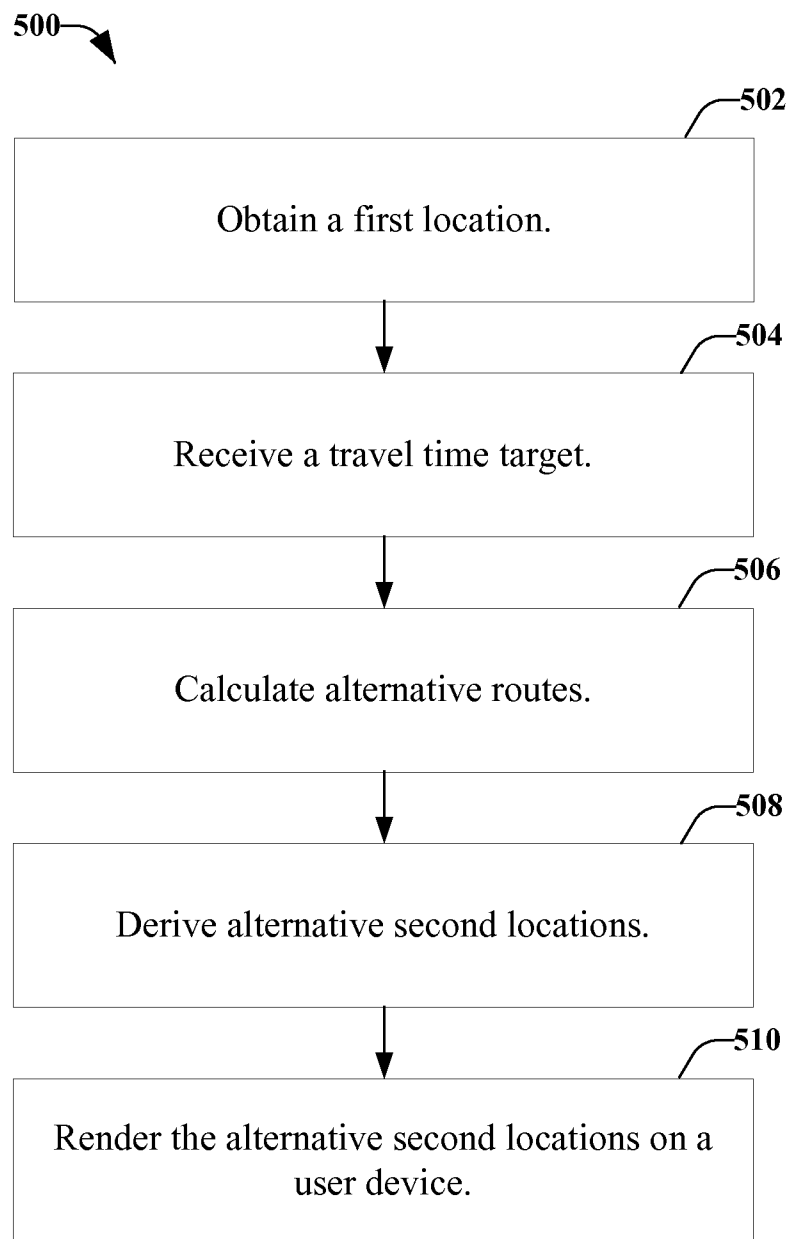 500
502
Obtain a first location.
504
Receive a travel time target.
506
Calculate alternative routes.
508
Derive alternative second locations.
510
Render the alternative second locations on a
user device.